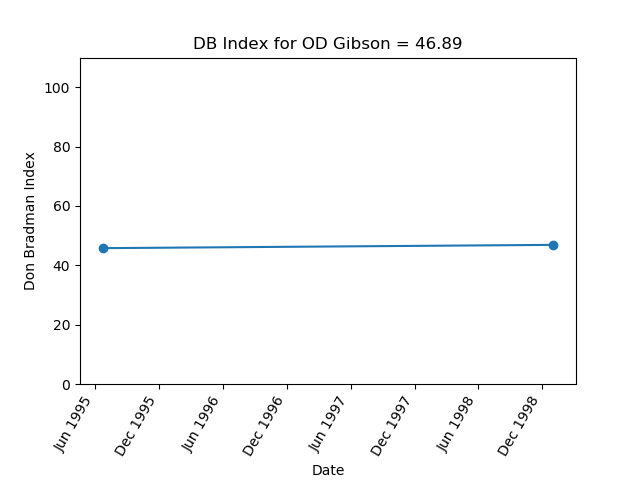 DB Index for OD Gibson = 46.89
Don Bradman Index
100
80
60
40
20
0
Jun 1995
Dec 1995
Jun 1996
Dec 1996
Jun 1997
Dec 1997
Jun 1998
Dec 1998
Date